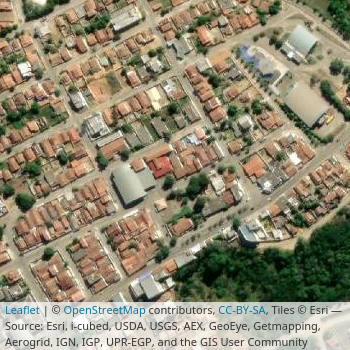 Leaflet | © OpenStreetMap contributors, CC-BY-SA, Tiles © Esri —
Source: Esri, i-cubed, USDA, USGS, AEX, GeoEye, Getmapping,
Aerogrid, IGN, IGP, UPR-EGP, and the GIS User Community